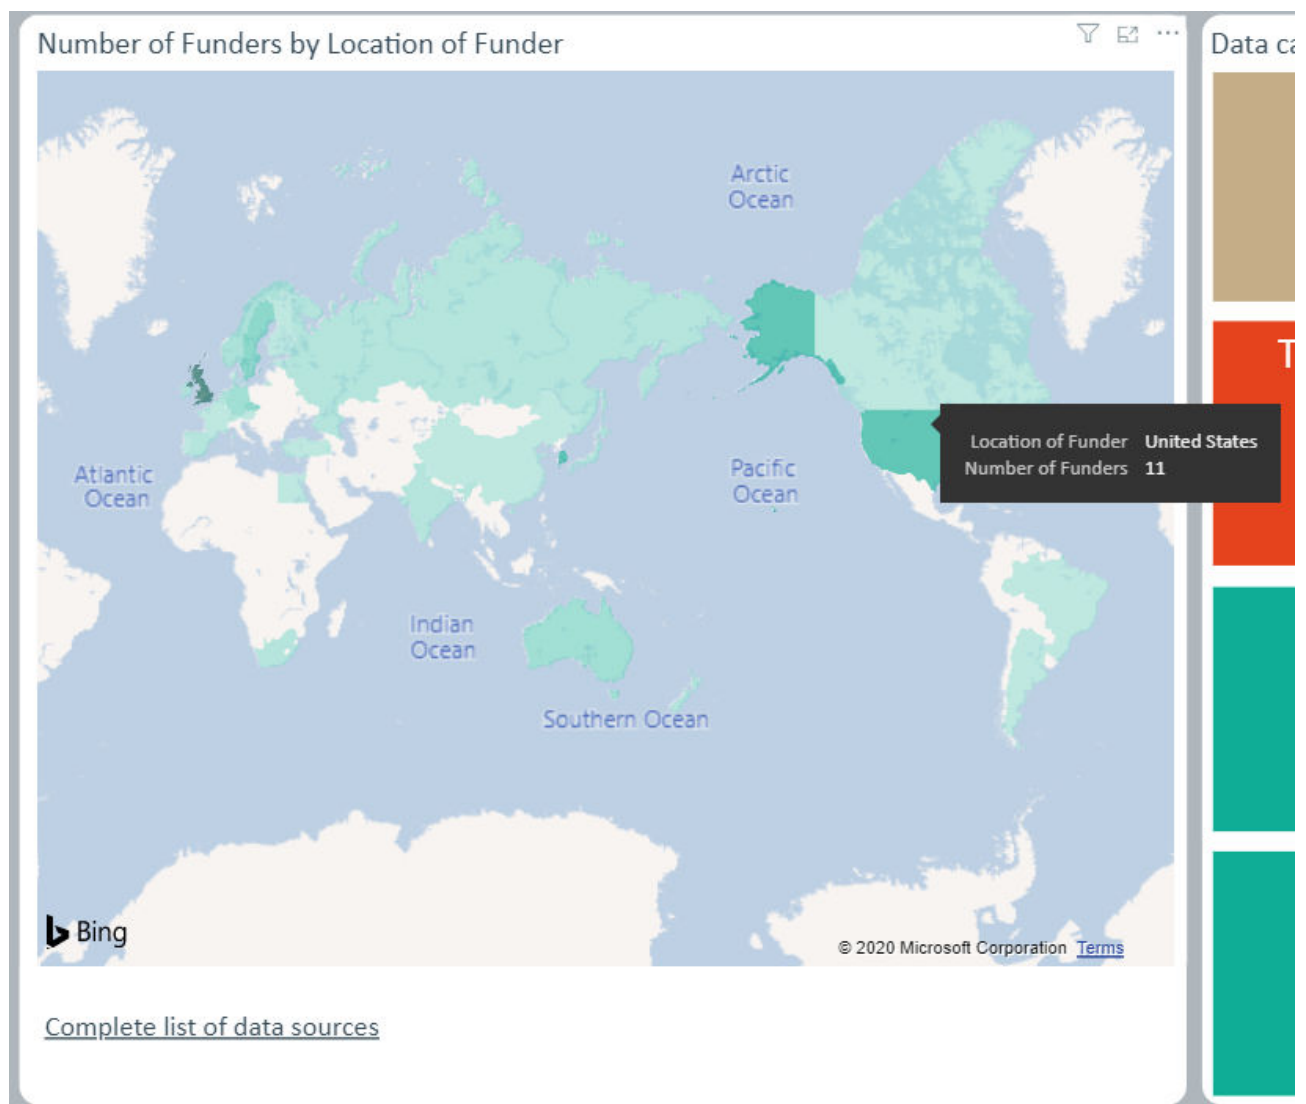 Number of Funders by Location of Funder
Data ca
Arctic
Ocean
T
Location of Funder United States
Number of Funders 11
Atlantic
Ocean
Pacific
Ocean
Indian
Ocean
Southern Ocean
Bing
© 2020 Microsoft Corporation Terms
Complete list of data sources